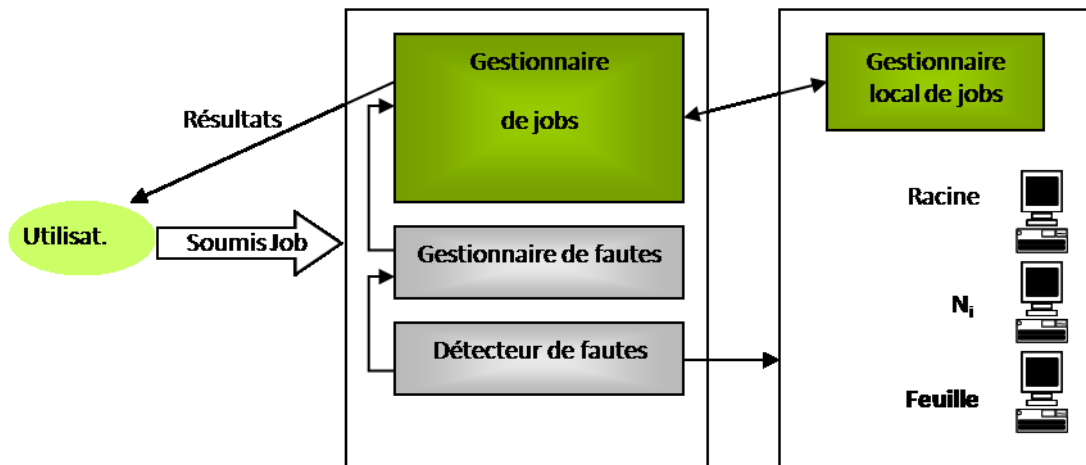 Gestionnaire
de jobs
Gestionnaire
local de jobs
Résultats
Utilisat.
Soumis Job
Gestionnaire de fautes
Détecteur de fautes
Racine
Ni
Feuille